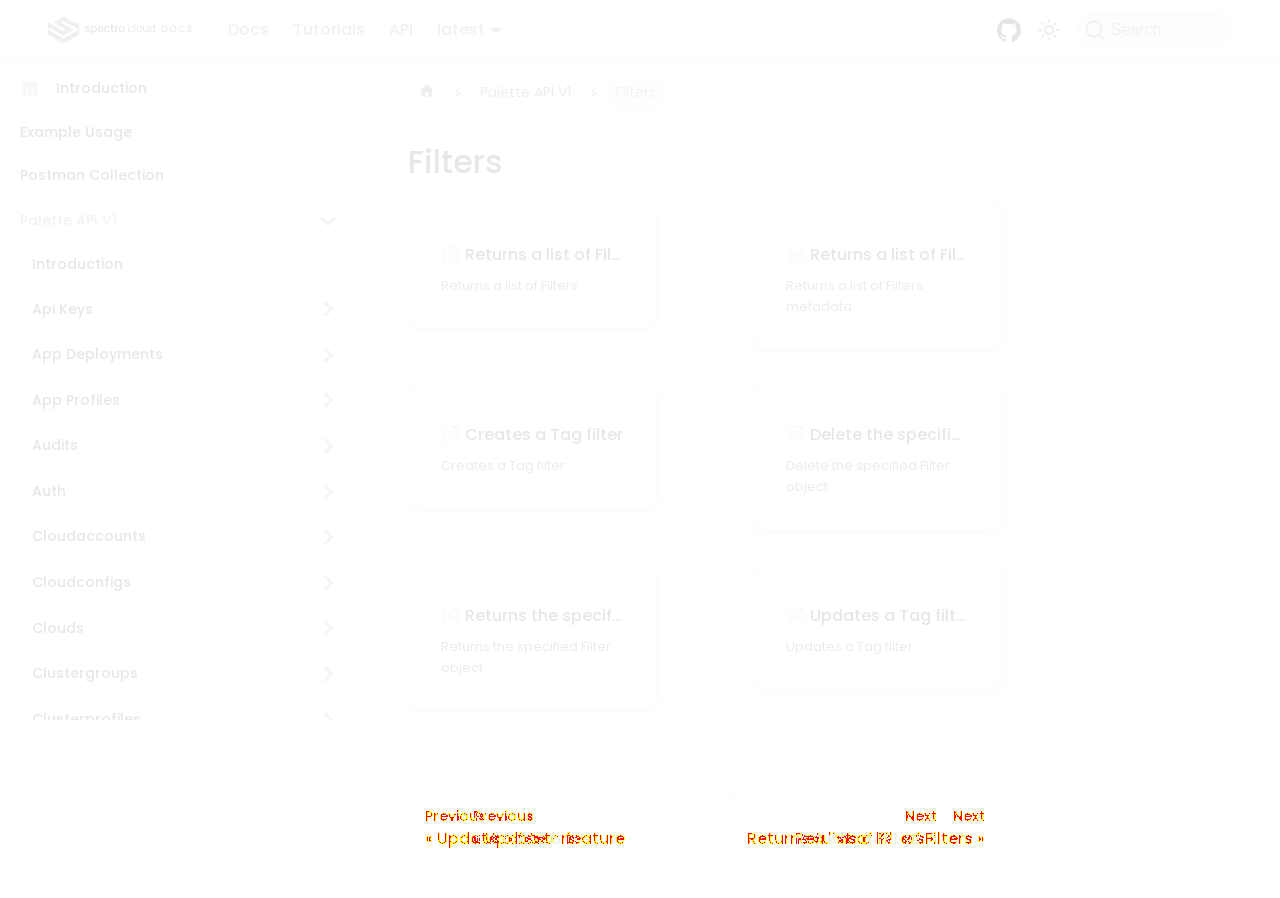 spectro cloud DOCS
Docs
Tutorials
API
latest
Search
Introduction
Example Usage
Postman Collection
Palette API V1
Introduction
Api Keys
App Deployments
App Profiles
Audits
Auth
Cloudaccounts
Cloudconfigs
Clouds
Clustergroups
Clusterprofiles
Palette API V1
Filters
Filters
Returns a list of Fil...
Returns a list of Filters
Returns a list of Fil...
Returns a list of Filters
metadata
Creates a Tag filter
Creates a Tag filter
Delete the specifi...
Delete the specified Filter
object
Returns the specif...
Returns the specified Filter
object
Updates a Tag filt...
Updates a Tag filter
Previous
Previous
feature
Next
Next
Filters »